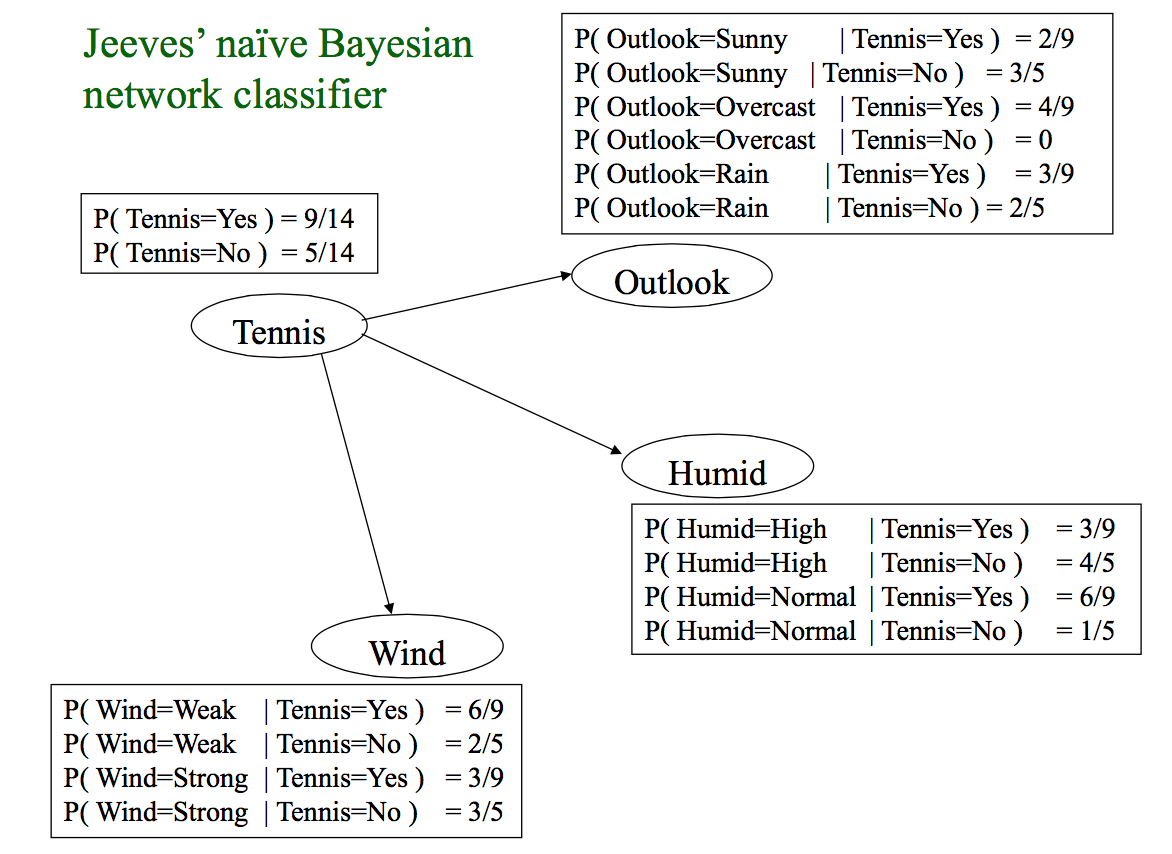 Jeeves’ naïve Bayesian
network classifier
P( Outlook=Sunny | Tennis=Yes ) = 2/9
P( Outlook=Sunny | Tennis=No ) = 3/5
P( Outlook=Overcast | Tennis=Yes ) = 4/9
P( Outlook=Overcast | Tennis=No ) = 0
P( Outlook=Rain | Tennis=Yes ) = 3/9
P( Outlook=Rain | Tennis=No ) = 2/5
P( Tennis=Yes ) = 9/14
P( Tennis=No ) = 5/14
Outlook
Tennis
Humid
P( Humid=High | Tennis=Yes ) = 3/9
P( Humid=High | Tennis=No ) = 4/5
P( Humid=Normal | Tennis=Yes ) = 6/9
P( Humid=Normal | Tennis=No ) = 1/5
Wind
P( Wind=Weak | Tennis=Yes ) = 6/9
P( Wind=Weak | Tennis=No ) = 2/5
P( Wind=Strong | Tennis=Yes ) = 3/9
P( Wind=Strong | Tennis=No ) = 3/5